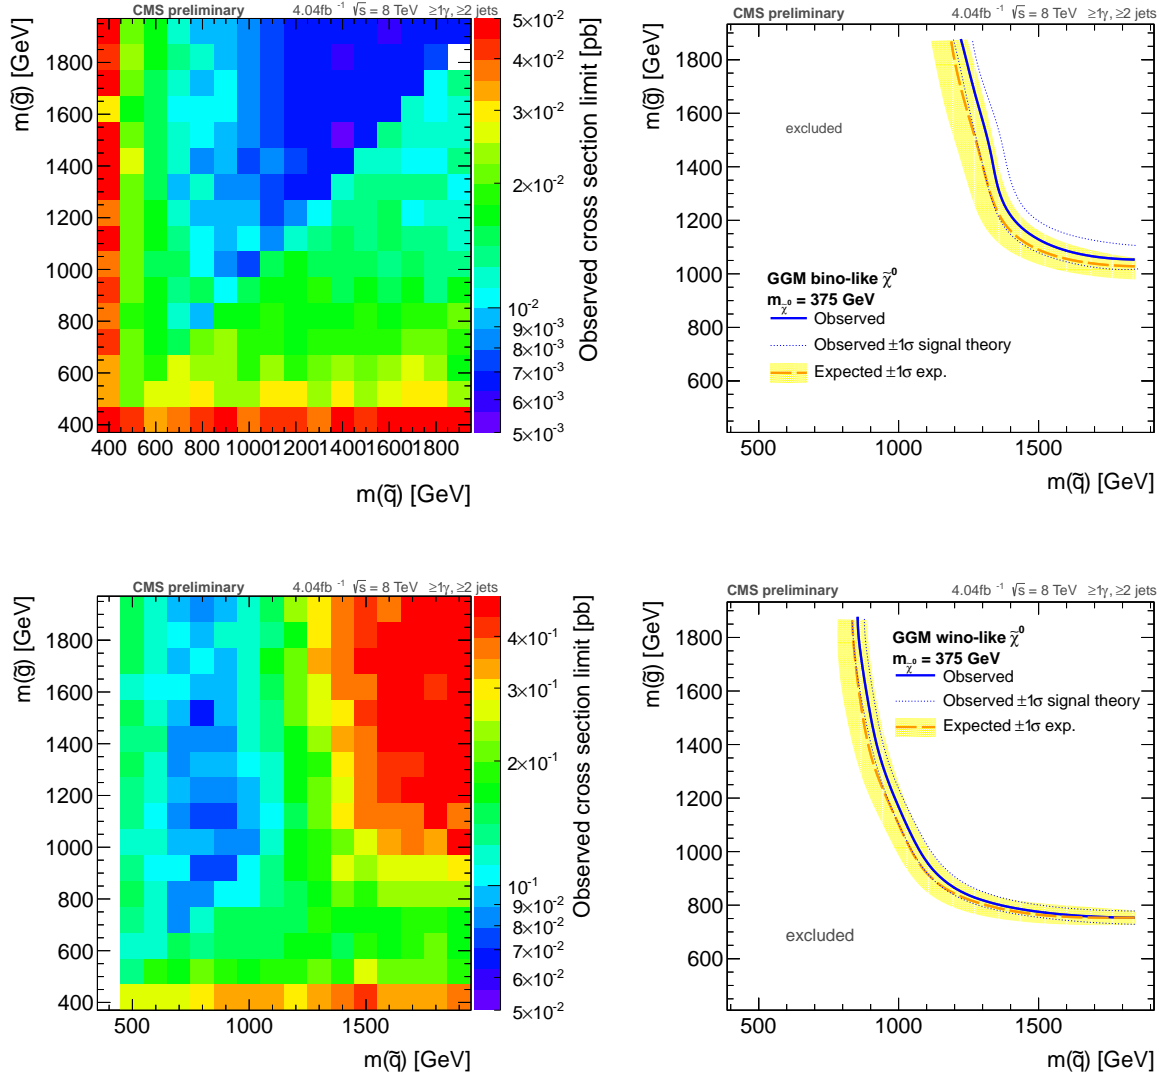 CMS preliminary 4.04fb⁻¹ √s = 8 TeV ≥1γ, ≥2 jets
m(g̃) [GeV]
1800
1600
1400
1200
1000
800
600
400
400 600 800 1000 1200 1400 1600 1800
m(q̃) [GeV]
5×10⁻²
4×10⁻²
3×10⁻²
2×10⁻²
10⁻²
9×10⁻³
8×10⁻³
7×10⁻³
6×10⁻³
5×10⁻³
Observed cross section limit [pb]
CMS preliminary 4.04fb⁻¹ √s = 8 TeV ≥1γ, ≥2 jets
m(g̃) [GeV]
1800
1600
1400
1200
1000
800
600
excluded
GGM bino-like χ̃⁰
m_χ̃⁰ = 375 GeV
Observed
Observed ±1σ signal theory
Expected ±1σ exp.
500 1000 1500
m(q̃) [GeV]
CMS preliminary 4.04fb⁻¹ √s = 8 TeV ≥1γ, ≥2 jets
m(g̃) [GeV]
1800
1600
1400
1200
1000
800
600
400
500 1000 1500
m(q̃) [GeV]
4×10⁻¹
3×10⁻¹
2×10⁻¹
10⁻¹
9×10⁻²
8×10⁻²
7×10⁻²
6×10⁻²
5×10⁻²
Observed cross section limit [pb]
CMS preliminary 4.04fb⁻¹ √s = 8 TeV ≥1γ, ≥2 jets
m(g̃) [GeV]
1800
1600
1400
1200
1000
800
600
GGM wino-like χ̃⁰
m_χ̃⁰ = 375 GeV
Observed
Observed ±1σ signal theory
Expected ±1σ exp.
excluded
500 1000 1500
m(q̃) [GeV]